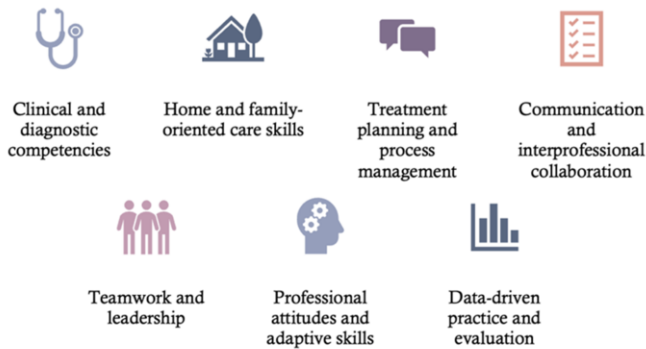 Clinical and
diagnostic
competencies
Home and family-
oriented care skills
Treatment
planning and
process
management
Communication
and
interprofessional
collaboration
Teamwork and
leadership
Professional
attitudes and
adaptive skills
Data-driven
practice and
evaluation